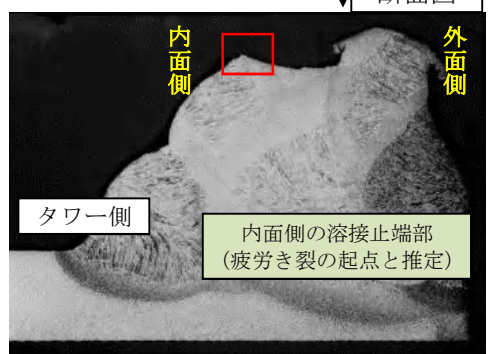 断面図
内面側
外面側
タワー側
内面側の溶接止端部
(疲労き裂の起点と推定)